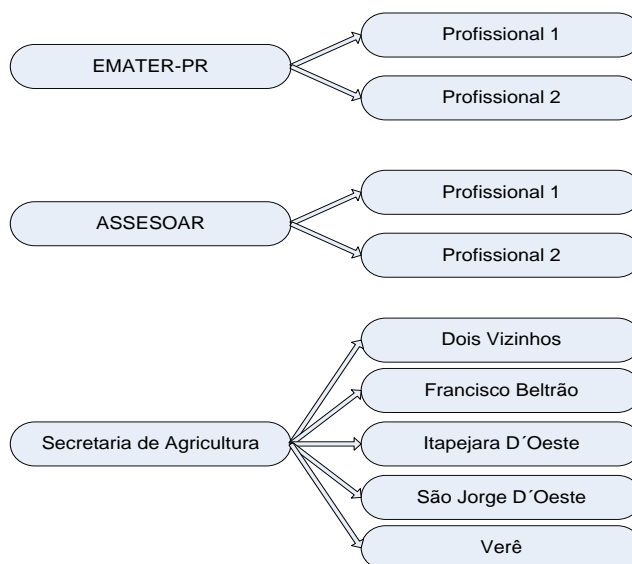 EMATER-PR
Profissional 1
Profissional 2
ASSESOAR
Profissional 1
Profissional 2
Secretaria de Agricultura
Dois Vizinhos
Francisco Beltrão
Itapejara D´Oeste
São Jorge D´Oeste
Verê